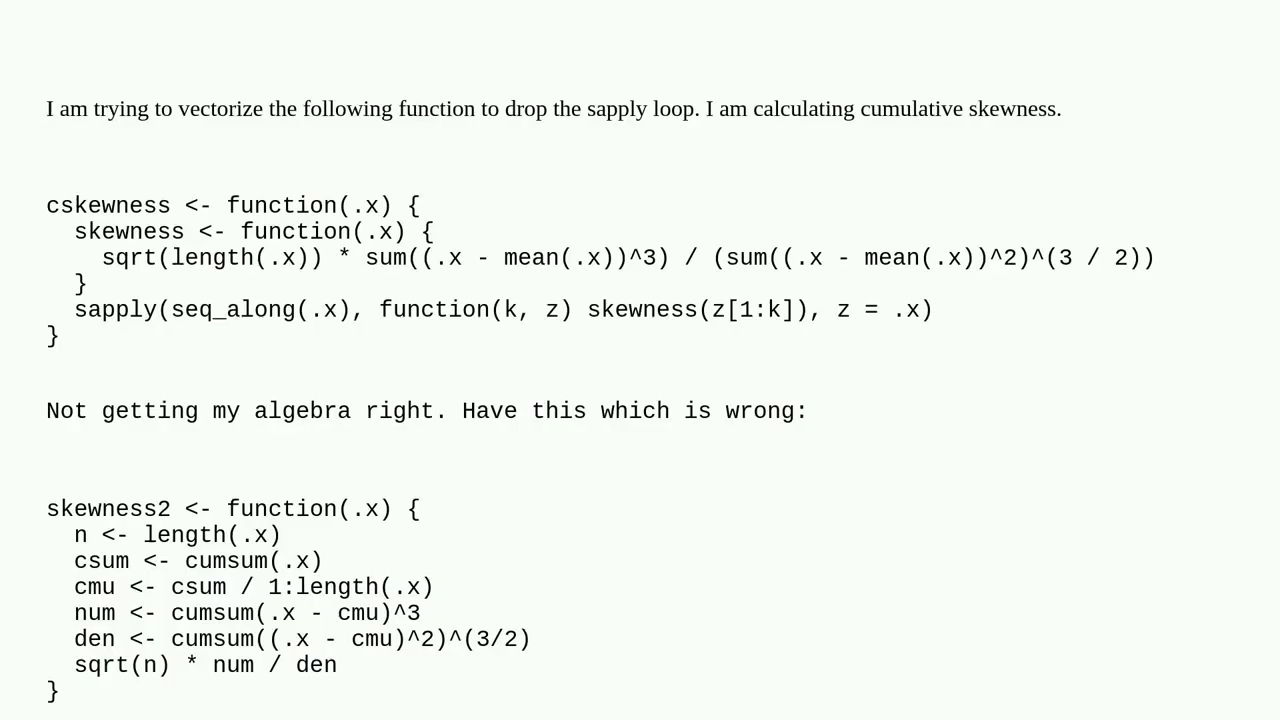 I am trying to vectorize the following function to drop the sapply loop. I am calculating cumulative skewness.
cskewness <- function(.x) {
  skewness <- function(.x) {
    sqrt(length(.x)) * sum((.x - mean(.x))^3) / (sum((.x - mean(.x))^2)^(3 / 2))
  }
  sapply(seq_along(.x), function(k, z) skewness(z[1:k]), z = .x)
}
Not getting my algebra right. Have this which is wrong:
skewness2 <- function(.x) {
  n <- length(.x)
  csum <- cumsum(.x)
  cmu <- csum / 1:length(.x)
  num <- cumsum(.x - cmu)^3
  den <- cumsum((.x - cmu)^2)^(3/2)
  sqrt(n) * num / den
}